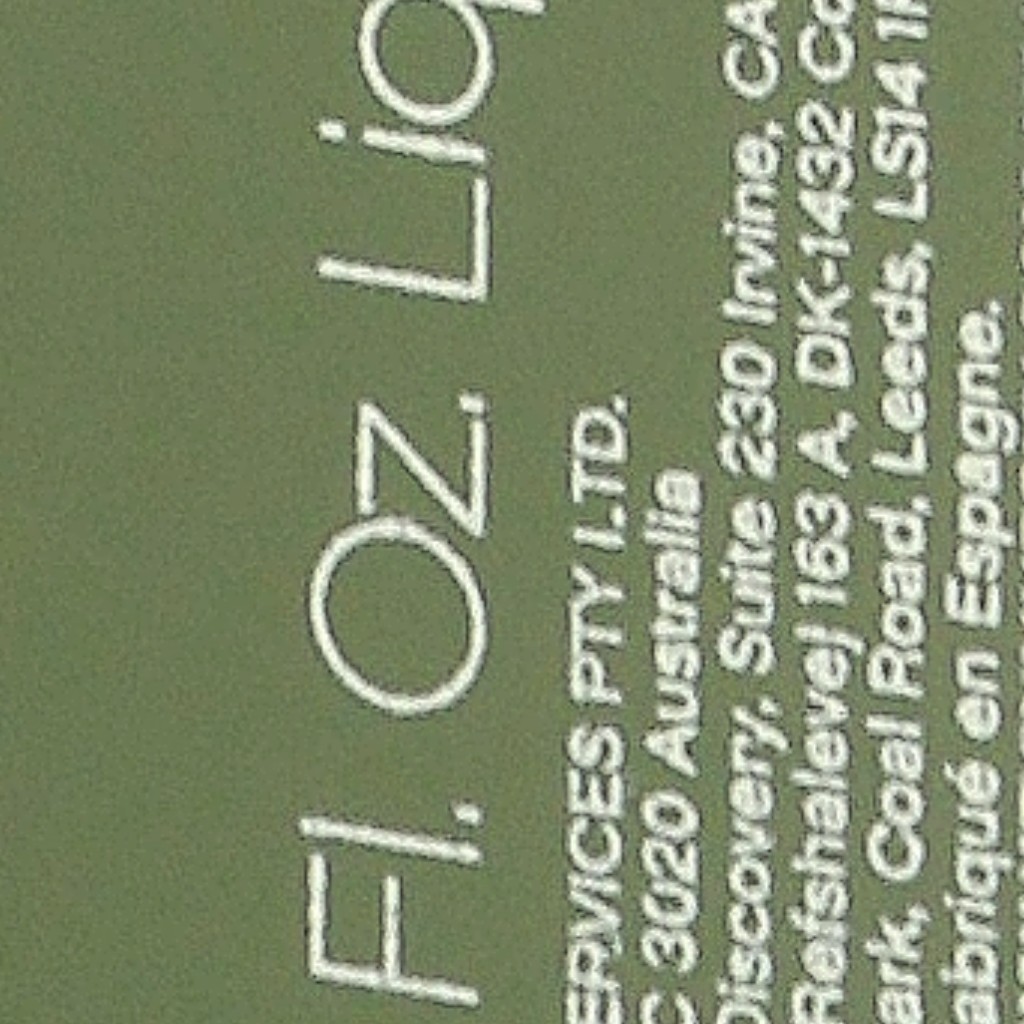 Fl. Oz. Liq
ERVICES PTY LTD.
C 3020 Australia
Discovery, Suite 230 Irvine, CA
Refshalevej 163 A, DK-1432 Co
ark, Coal Road, Leeds, LS14 1
abriqué en Espagne.